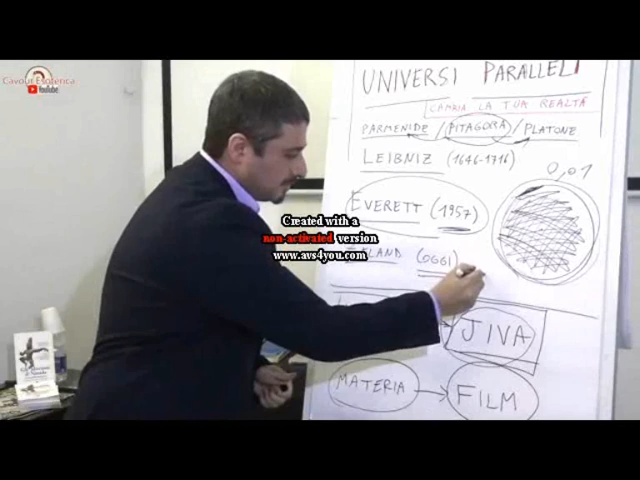 Cavour Esoterica
YouTube
UNIVERSI PARALLELI
CAMBIA LA TUA REALTÀ
PARMENIDE / PITAGORA / PLATONE
LEIBNIZ (1646-1716)
0,01
EVERETT (1957)
Created with a
non-activated version
www.avs4you.com
(OGGI)
JIVA
MATERIA → FILM